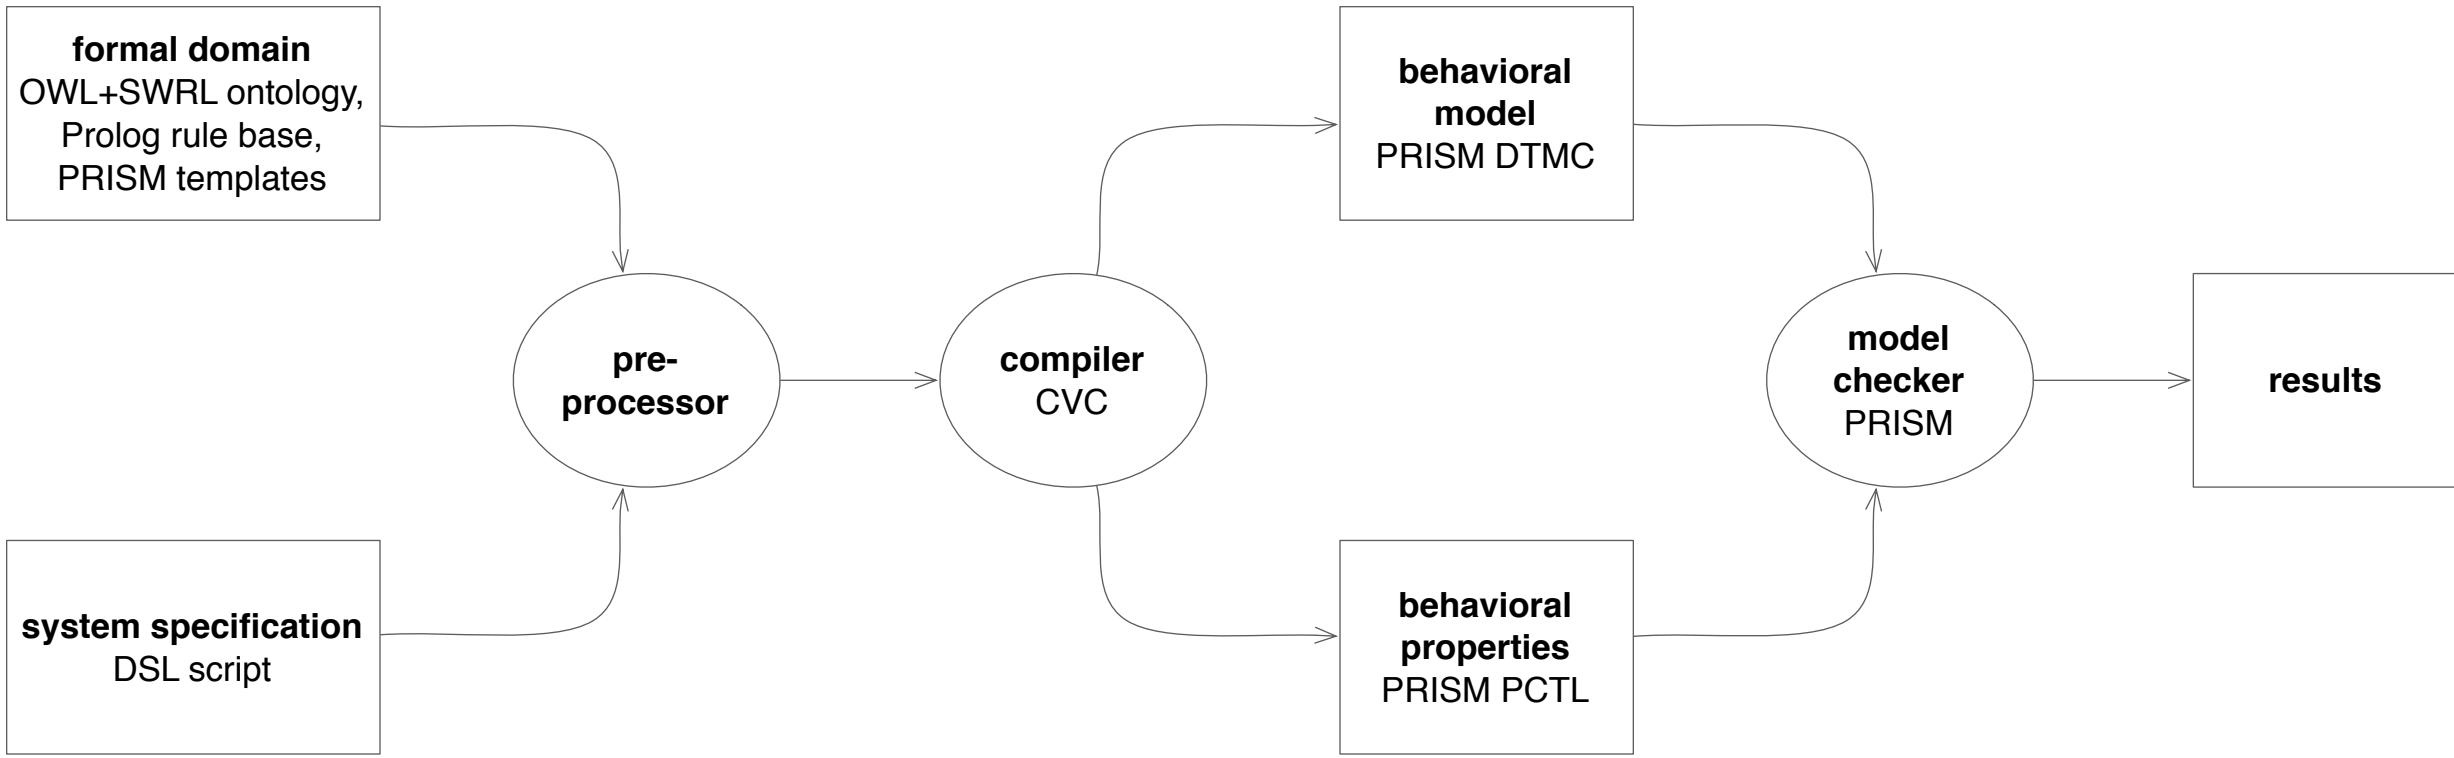 formal domain
OWL+SWRL ontology,
Prolog rule base,
PRISM templates
system specification
DSL script
pre-
processor
compiler
CVC
behavioral
model
PRISM DTMC
behavioral
properties
PRISM PCTL
model
checker
PRISM
results